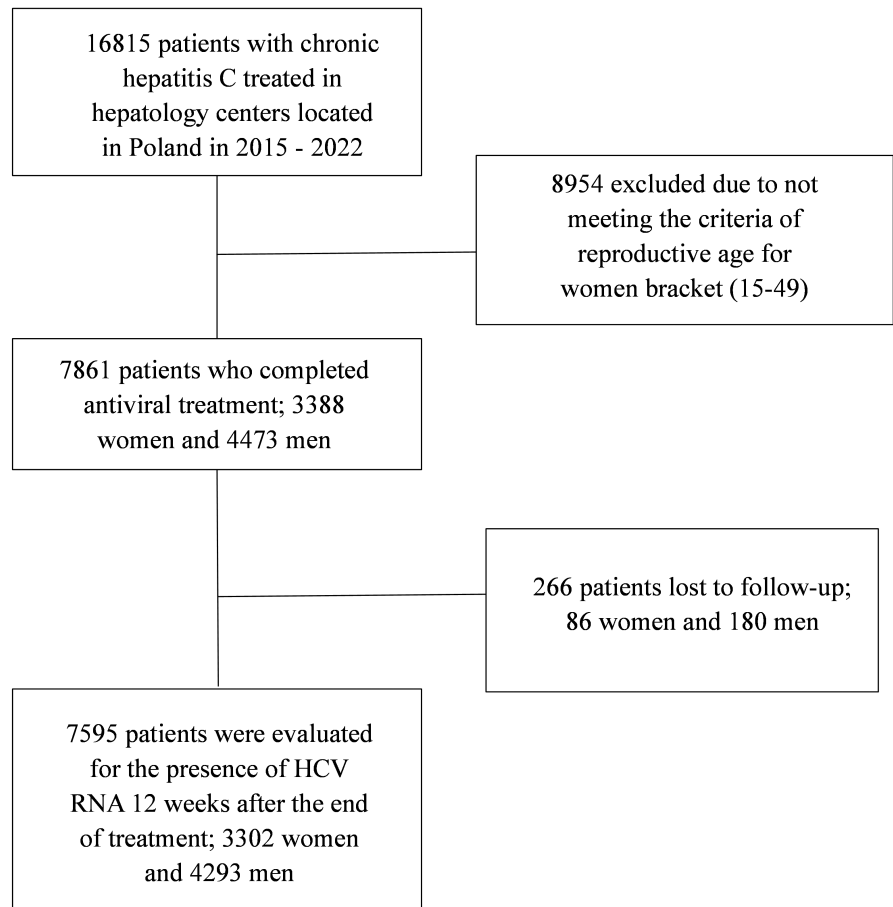 16815 patients with chronic
hepatitis C treated in
hepatology centers located
in Poland in 2015 - 2022
8954 excluded due to not
meeting the criteria of
reproductive age for
women bracket (15-49)
7861 patients who completed
antiviral treatment; 3388
women and 4473 men
266 patients lost to follow-up;
86 women and 180 men
7595 patients were evaluated
for the presence of HCV
RNA 12 weeks after the end
of treatment; 3302 women
and 4293 men